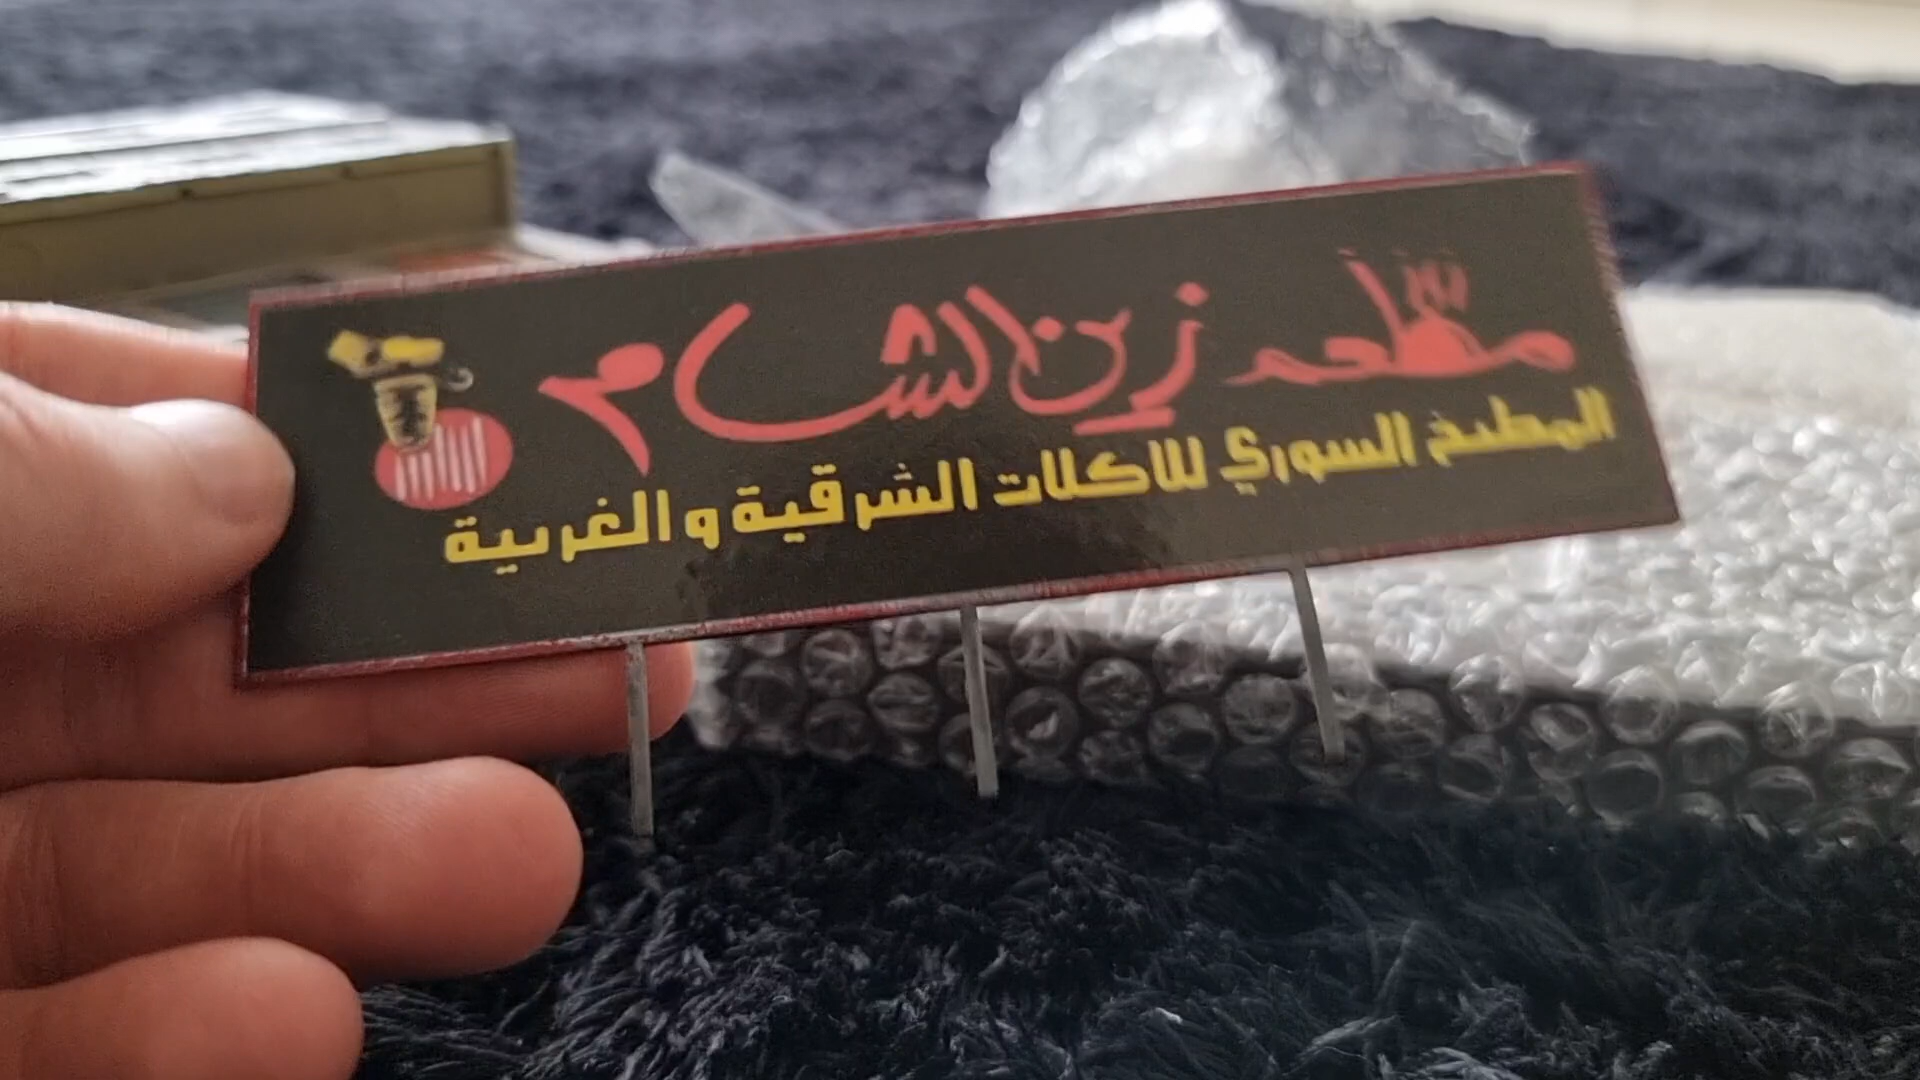 مطعم زين الشام
المطبخ السوري للاكلات الشرقية و الغربية